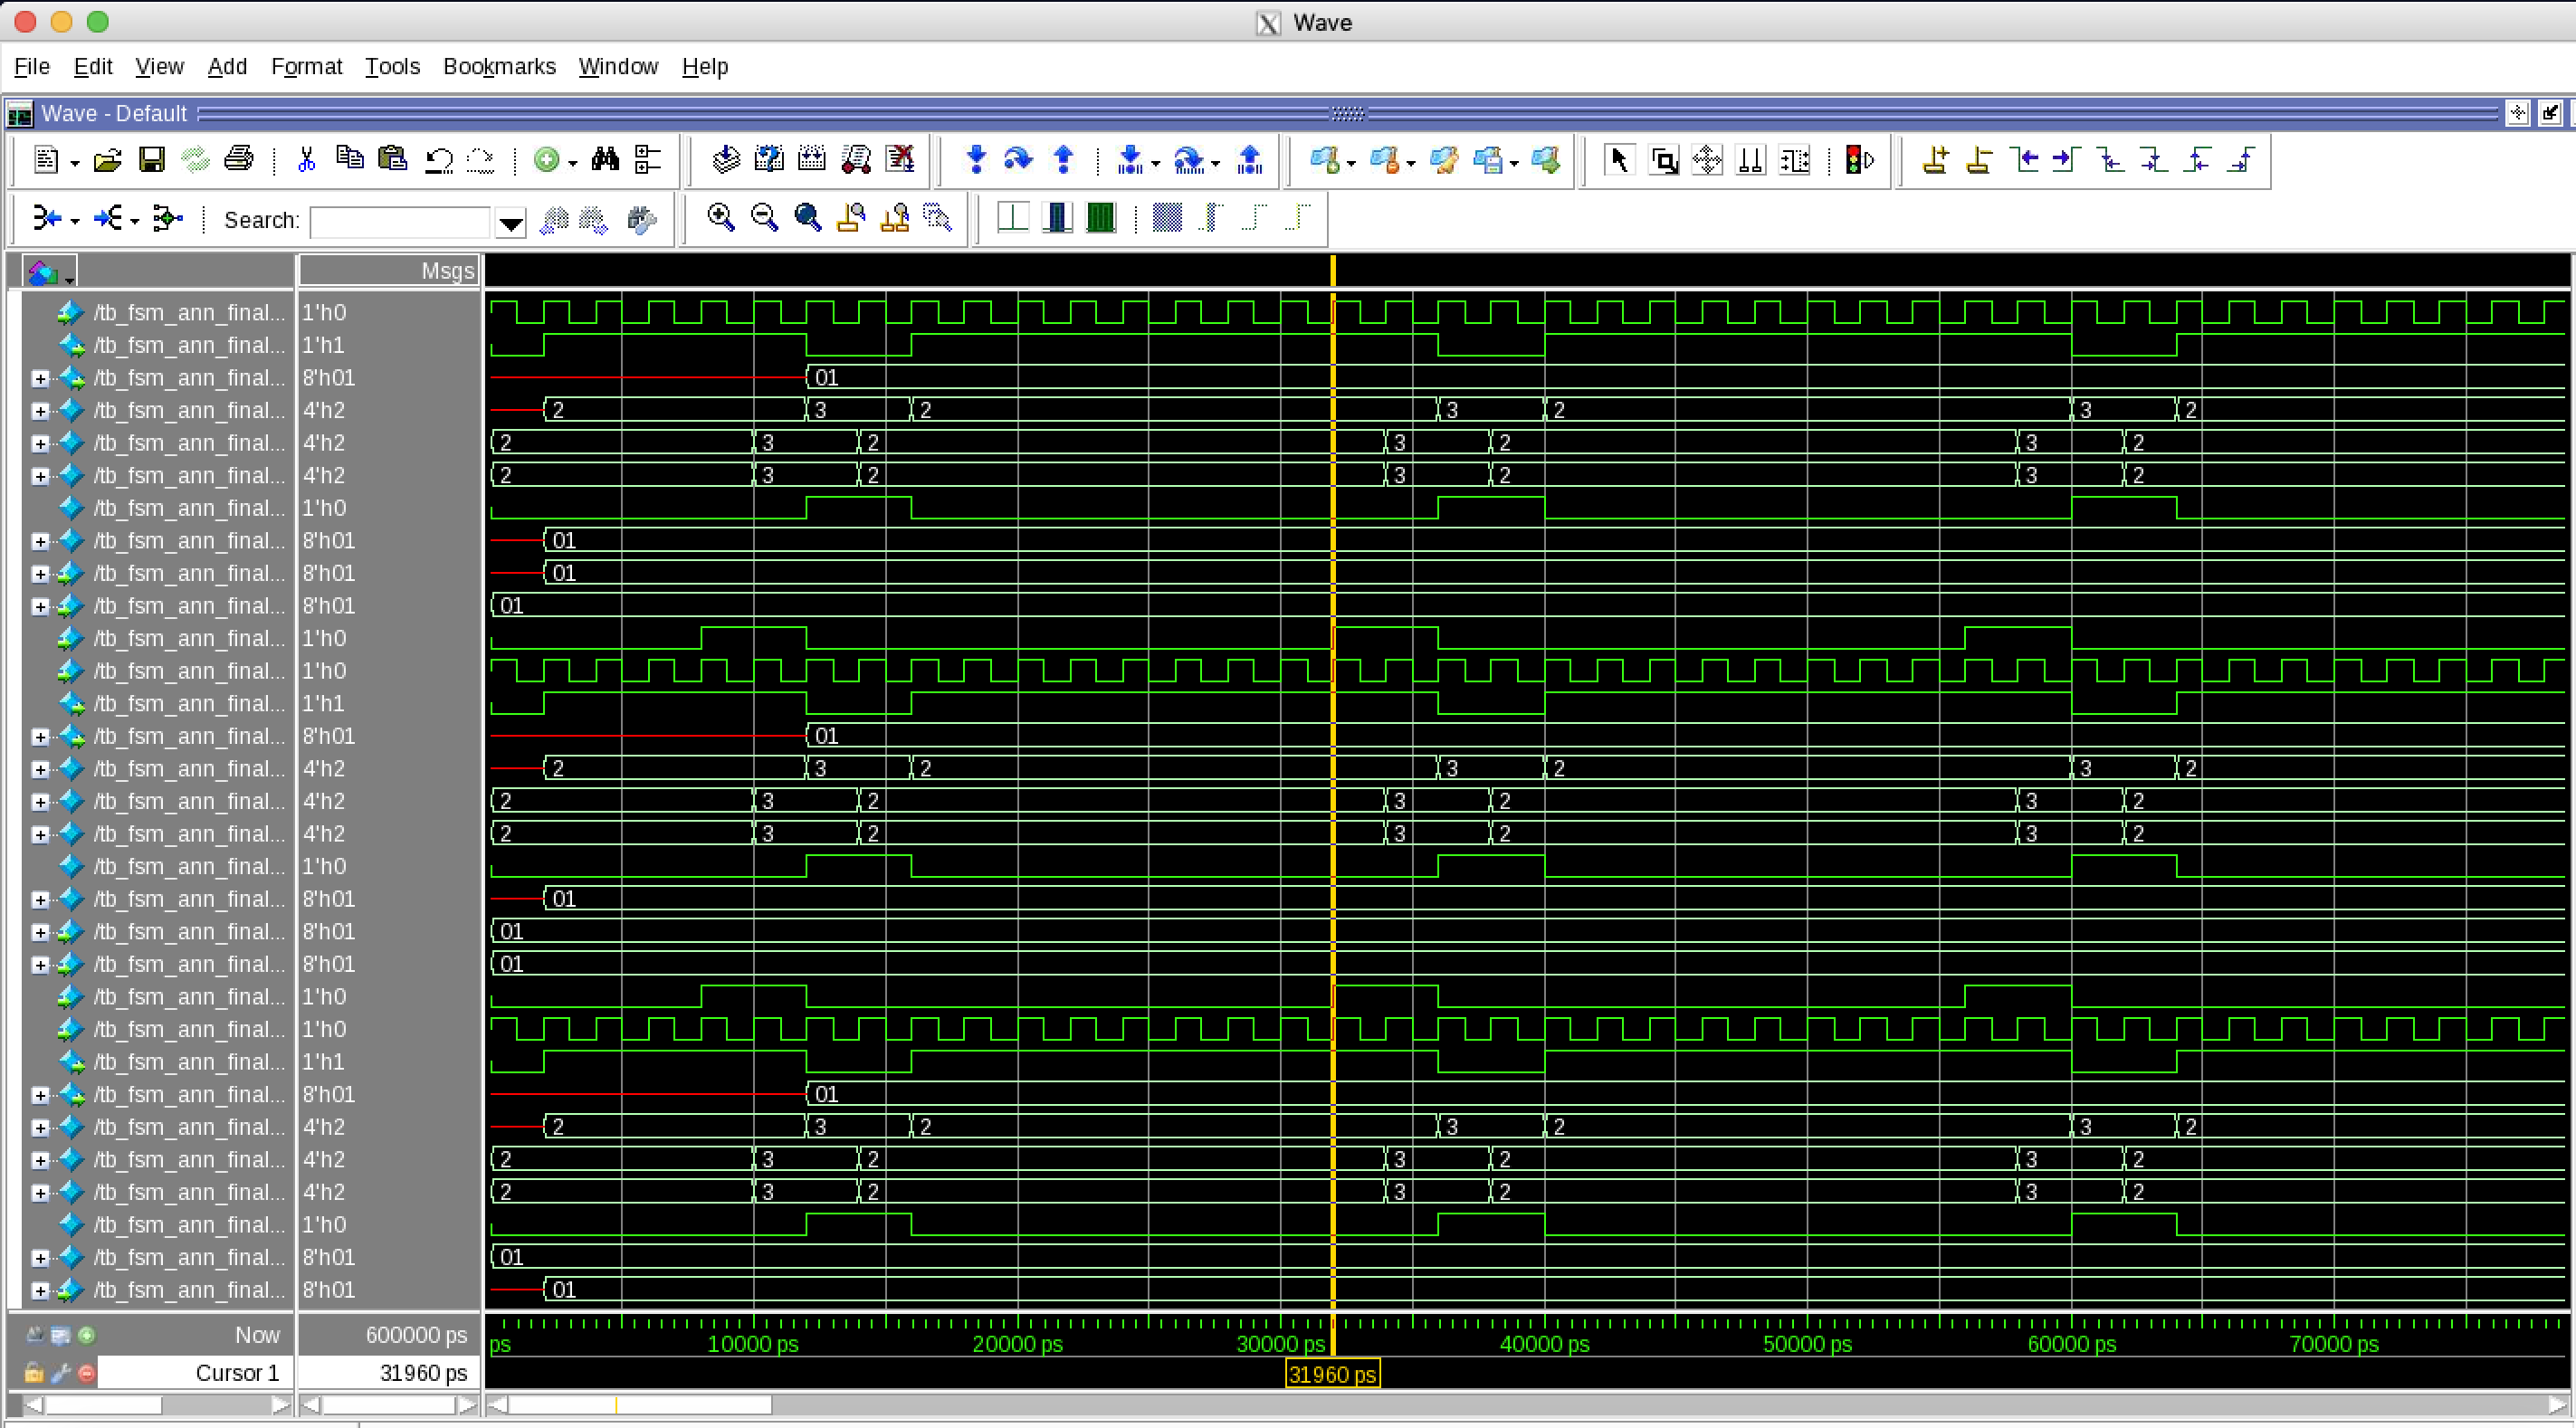 Wave
File Edit View Add Format Tools Bookmarks Window Help
Wave - Default
Search:
Msgs
/tb_fsm_ann_final... 1'h0
/tb_fsm_ann_final... 1'h1
/tb_fsm_ann_final... 8'h01 01
/tb_fsm_ann_final... 4'h2 2 3 2 3 2 3 2
/tb_fsm_ann_final... 4'h2 2 3 2 3 2 3 2
/tb_fsm_ann_final... 4'h2 2 3 2 3 2 3 2
/tb_fsm_ann_final... 1'h0
/tb_fsm_ann_final... 8'h01 01
/tb_fsm_ann_final... 8'h01 01
/tb_fsm_ann_final... 8'h01 01
/tb_fsm_ann_final... 1'h0
/tb_fsm_ann_final... 1'h0
/tb_fsm_ann_final... 1'h1
/tb_fsm_ann_final... 8'h01 01
/tb_fsm_ann_final... 4'h2 2 3 2 3 2 3 2
/tb_fsm_ann_final... 4'h2 2 3 2 3 2 3 2
/tb_fsm_ann_final... 4'h2 2 3 2 3 2 3 2
/tb_fsm_ann_final... 1'h0
/tb_fsm_ann_final... 8'h01 01
/tb_fsm_ann_final... 8'h01 01
/tb_fsm_ann_final... 8'h01 01
/tb_fsm_ann_final... 1'h0
/tb_fsm_ann_final... 1'h0
/tb_fsm_ann_final... 1'h1
/tb_fsm_ann_final... 8'h01 01
/tb_fsm_ann_final... 4'h2 2 3 2 3 2 3 2
/tb_fsm_ann_final... 4'h2 2 3 2 3 2 3 2
/tb_fsm_ann_final... 4'h2 2 3 2 3 2 3 2
/tb_fsm_ann_final... 1'h0
/tb_fsm_ann_final... 8'h01 01
/tb_fsm_ann_final... 8'h01 01
Now 600000 ps ps 10000 ps 20000 ps 30000 ps 40000 ps 50000 ps 60000 ps 70000 ps
Cursor 1 31960 ps 31960 ps